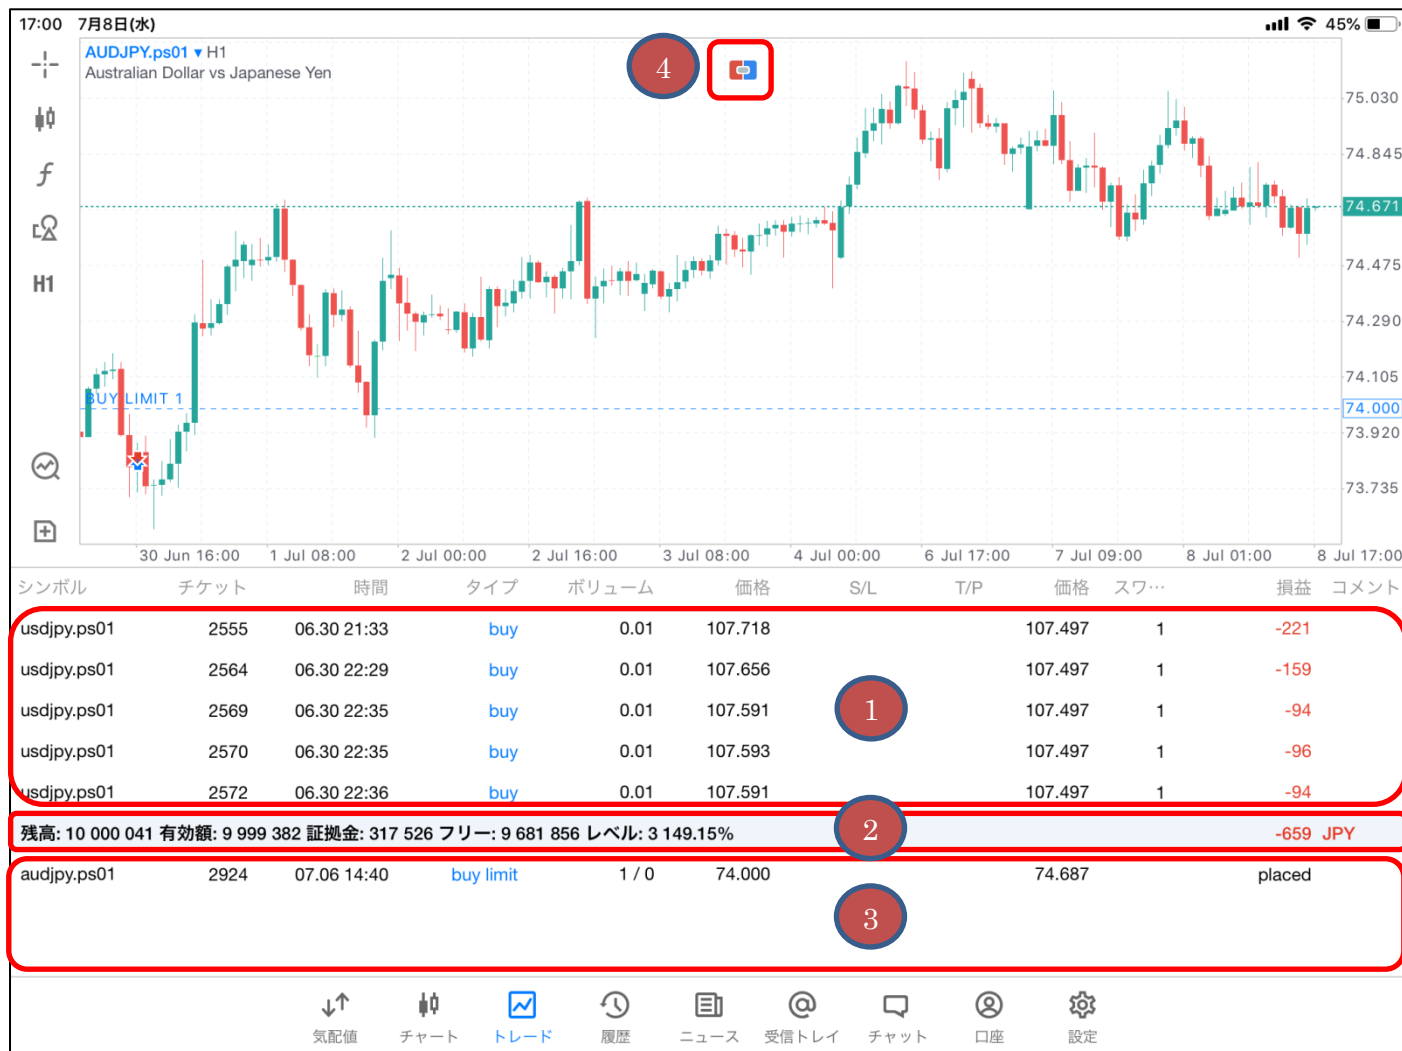 17:00 7月8日(水) 45%
AUDJPY.ps01 ▾ H1
Australian Dollar vs Japanese Yen
4
75.030
74.845
74.671
74.475
74.290
74.105
BUY LIMIT 1
74.000
73.920
73.735
H1
30 Jun 16:00 1 Jul 08:00 2 Jul 00:00 2 Jul 16:00 3 Jul 08:00 4 Jul 00:00 6 Jul 17:00 7 Jul 09:00 8 Jul 01:00 8 Jul 17:00
シンボル チケット 時間 タイプ ボリューム 価格 S/L T/P 価格 スワ… 損益 コメント
usdjpy.ps01 2555 06.30 21:33 buy 0.01 107.718 107.497 1 -221
usdjpy.ps01 2564 06.30 22:29 buy 0.01 107.656 107.497 1 -159
usdjpy.ps01 2569 06.30 22:35 buy 0.01 107.591 107.497 1 -94
1
usdjpy.ps01 2570 06.30 22:35 buy 0.01 107.593 107.497 1 -96
usdjpy.ps01 2572 06.30 22:36 buy 0.01 107.591 107.497 1 -94
残高: 10 000 041 有効額: 9 999 382 証拠金: 317 526 フリー: 9 681 856 レベル: 3 149.15% -659 JPY
2
audjpy.ps01 2924 07.06 14:40 buy limit 1 / 0 74.000 74.687 placed
3
気配値 チャート トレード 履歴 ニュース 受信トレイ チャット 口座 設定